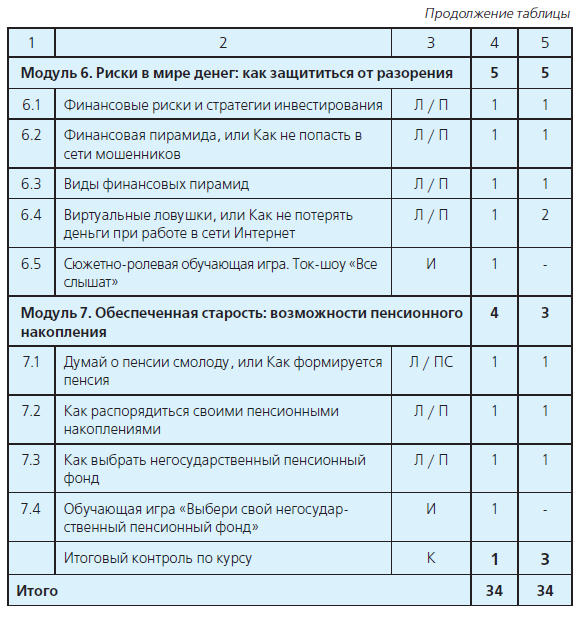 Продолжение таблицы
1 2 3 4 5
Модуль 6. Риски в мире денег: как защититься от разорения 5 5
6.1 Финансовые риски и стратегии инвестирования Л / П 1 1
6.2 Финансовая пирамида, или Как не попасть в Л / П 1 1
сети мошенников
6.3 Виды финансовых пирамид Л / П 1 1
6.4 Виртуальные ловушки, или Как не потерять Л / П 1 2
деньги при работе в сети Интернет
6.5 Сюжетно-ролевая обучающая игра. Ток-шоу «Все И 1 -
слышат»
Модуль 7. Обеспеченная старость: возможности пенсионного 4 3
накопления
7.1 Думай о пенсии смолоду, или Как формируется Л / ПС 1 1
пенсия
7.2 Как распорядиться своими пенсионными Л / П 1 1
накоплениями
7.3 Как выбрать негосударственный пенсионный Л / П 1 1
фонд
7.4 Обучающая игра «Выбери свой негосудар- И 1 -
ственный пенсионный фонд»
Итоговый контроль по курсу К 1 3
Итого 34 34